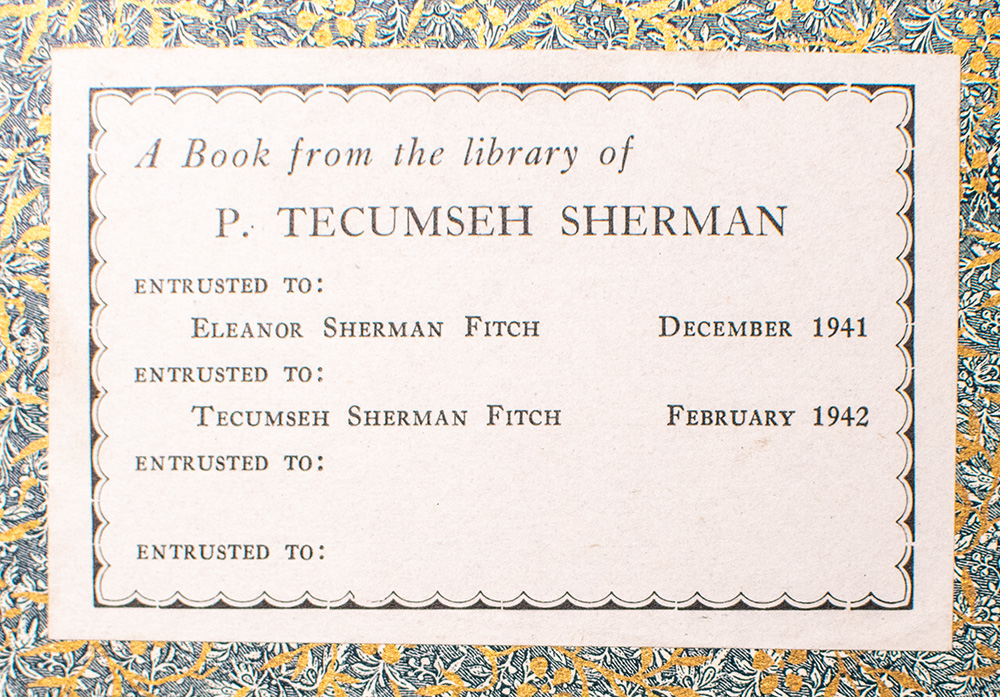 A Book from the library of
P. TECUMSEH SHERMAN
ENTRUSTED TO:
ELEANOR SHERMAN FITCH DECEMBER 1941
ENTRUSTED TO:
TECUMSEH SHERMAN FITCH FEBRUARY 1942
ENTRUSTED TO:
ENTRUSTED TO: